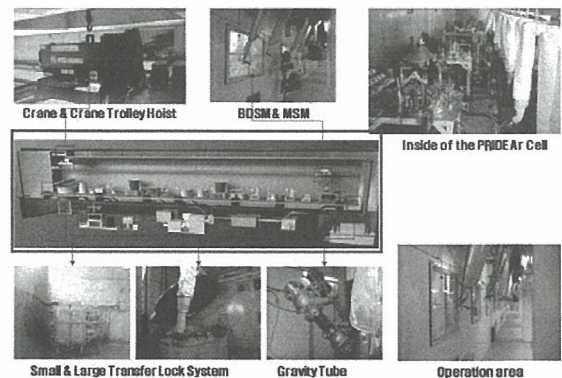 Crane & Crane Trolley Hoist
BDSM & MSM
Inside of the PRIDE Ar Cell
Small & Large Transfer Lock System
Gravity Tube
Operation area